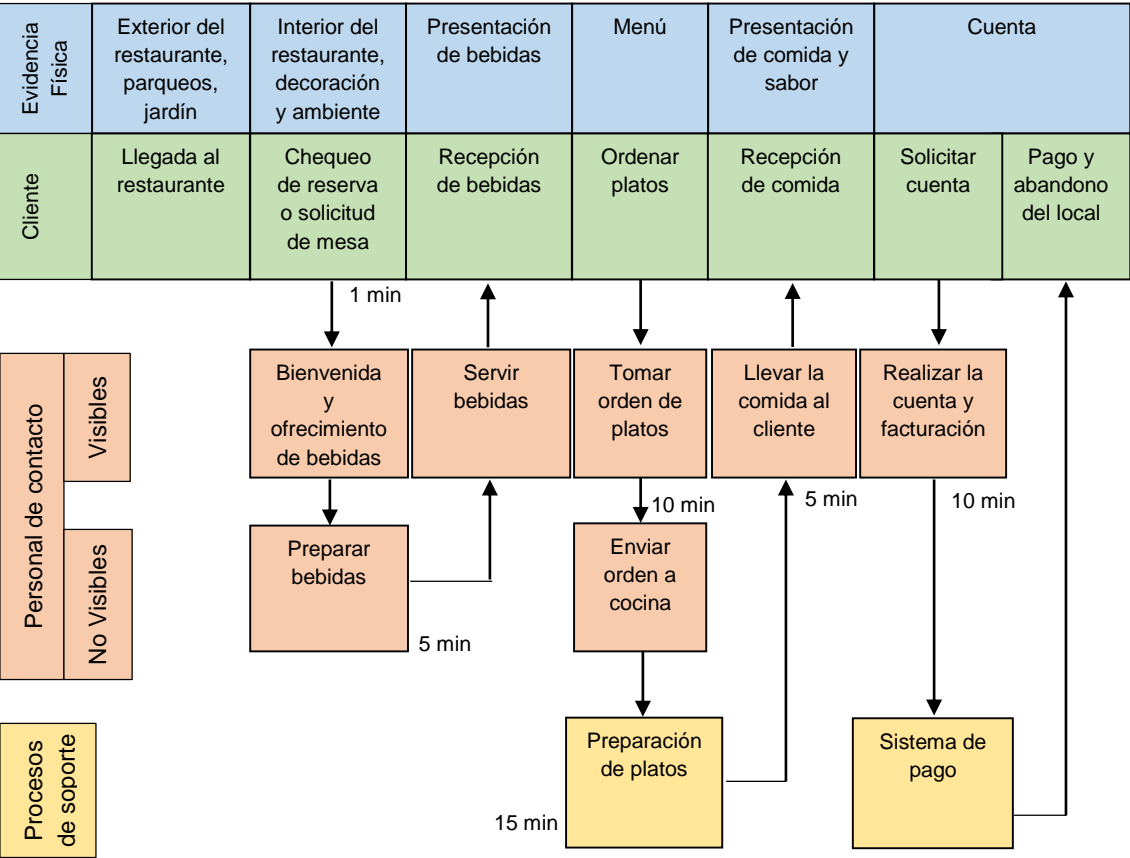 Evidencia
Física
Exterior del
restaurante,
parqueos,
jardín
Interior del
restaurante,
decoración
y ambiente
Presentación
de bebidas
Menú
Presentación
de comida y
sabor
Cuenta
Cliente
Llegada al
restaurante
Chequeo
de reserva
o solicitud
de mesa
Recepción
de bebidas
Ordenar
platos
Recepción
de comida
Solicitar
cuenta
Pago y
abandono
del local
1 min
Personal de contacto
Visibles
Bienvenida
y
ofrecimiento
de bebidas
Servir
bebidas
Tomar
orden de
platos
Llevar la
comida al
cliente
Realizar la
cuenta y
facturación
10 min
5 min
10 min
No Visibles
Preparar
bebidas
5 min
Enviar
orden a
cocina
Procesos
de soporte
Preparación
de platos
15 min
Sistema de
pago